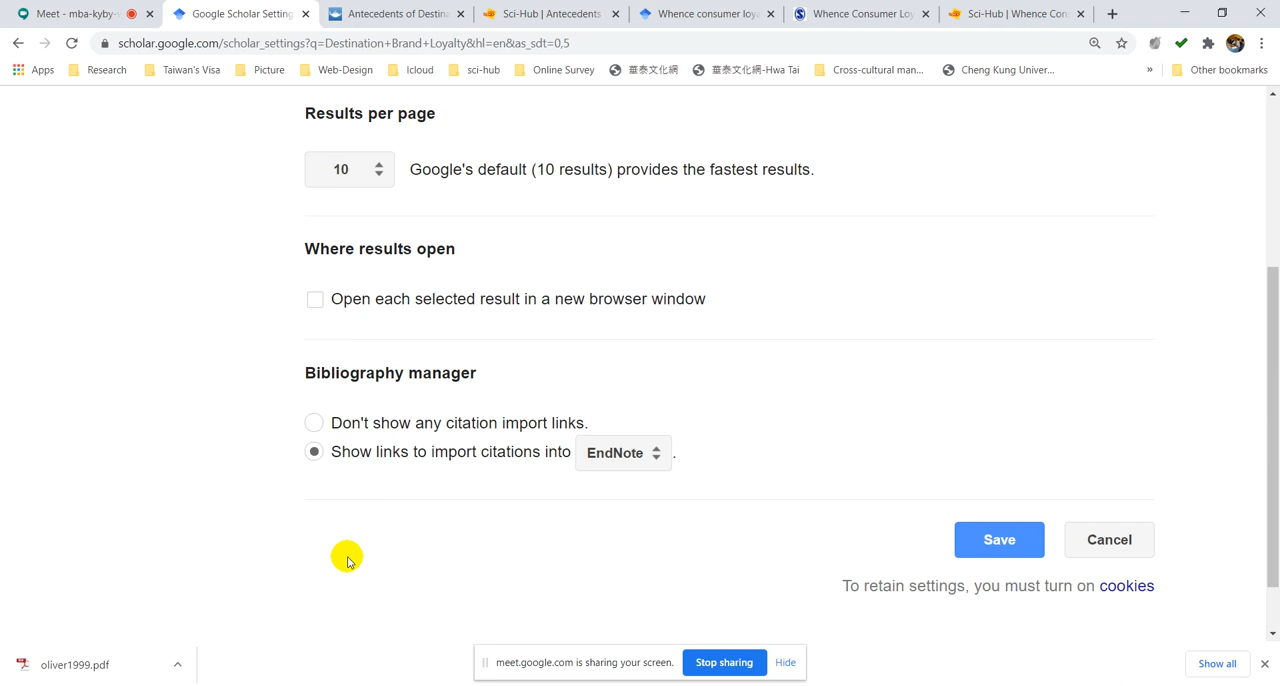 Meet - mba-kyby-
Google Scholar Setting
Antecedents of Destina
Sci-Hub | Antecedents
Whence consumer loya
Whence Consumer Lo
Sci-Hub | Whence Con
scholar.google.com/scholar_settings?q=Destination+Brand+Loyalty&hl=en&as_sdt=0,5
Apps
Research
Taiwan's Visa
Picture
Web-Design
Icloud
sci-hub
Online Survey
華泰文化網
華泰文化網-Hwa Tai
Cross-cultural man...
Cheng Kung Univer...
»
Other bookmarks
Results per page
10
Google's default (10 results) provides the fastest results.
Where results open
Open each selected result in a new browser window
Bibliography manager
Don't show any citation import links.
Show links to import citations into EndNote .
Save
Cancel
To retain settings, you must turn on cookies
oliver1999.pdf
meet.google.com is sharing your screen.
Stop sharing
Hide
Show all